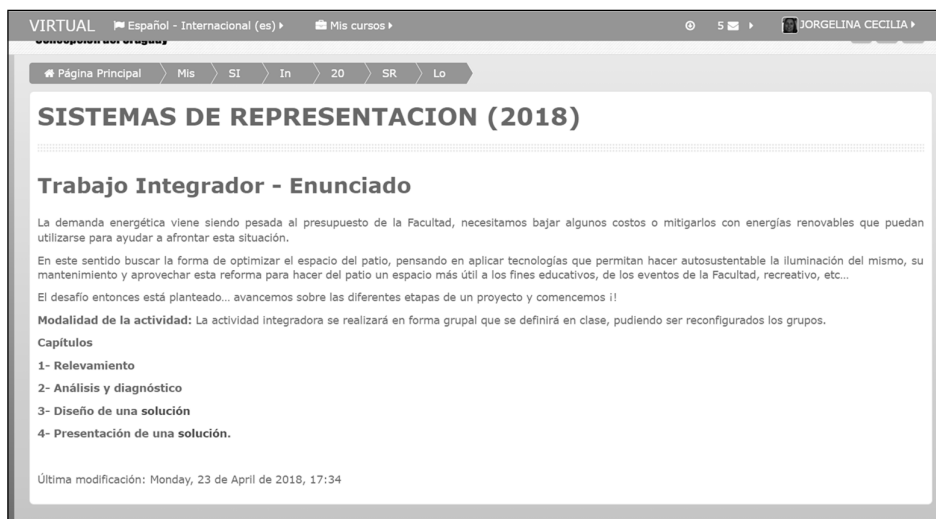 VIRTUAL Español - Internacional (es) Mis cursos 5 JORGELINA CECILIA
Concepción del Uruguay
Página Principal Mis SI In 20 SR Lo
SISTEMAS DE REPRESENTACION (2018)
Trabajo Integrador - Enunciado
La demanda energética viene siendo pesada al presupuesto de la Facultad, necesitamos bajar algunos costos o mitigarlos con energías renovables que puedan
utilizarse para ayudar a afrontar esta situación.
En este sentido buscar la forma de optimizar el espacio del patio, pensando en aplicar tecnologías que permitan hacer autosustentable la iluminación del mismo, su
mantenimiento y aprovechar esta reforma para hacer del patio un espacio más útil a los fines educativos, de los eventos de la Facultad, recreativo, etc...
El desafío entonces está planteado... avancemos sobre las diferentes etapas de un proyecto y comencemos ¡!
Modalidad de la actividad: La actividad integradora se realizará en forma grupal que se definirá en clase, pudiendo ser reconfigurados los grupos.
Capítulos
1- Relevamiento
2- Análisis y diagnóstico
3- Diseño de una solución
4- Presentación de una solución.
Última modificación: Monday, 23 de April de 2018, 17:34